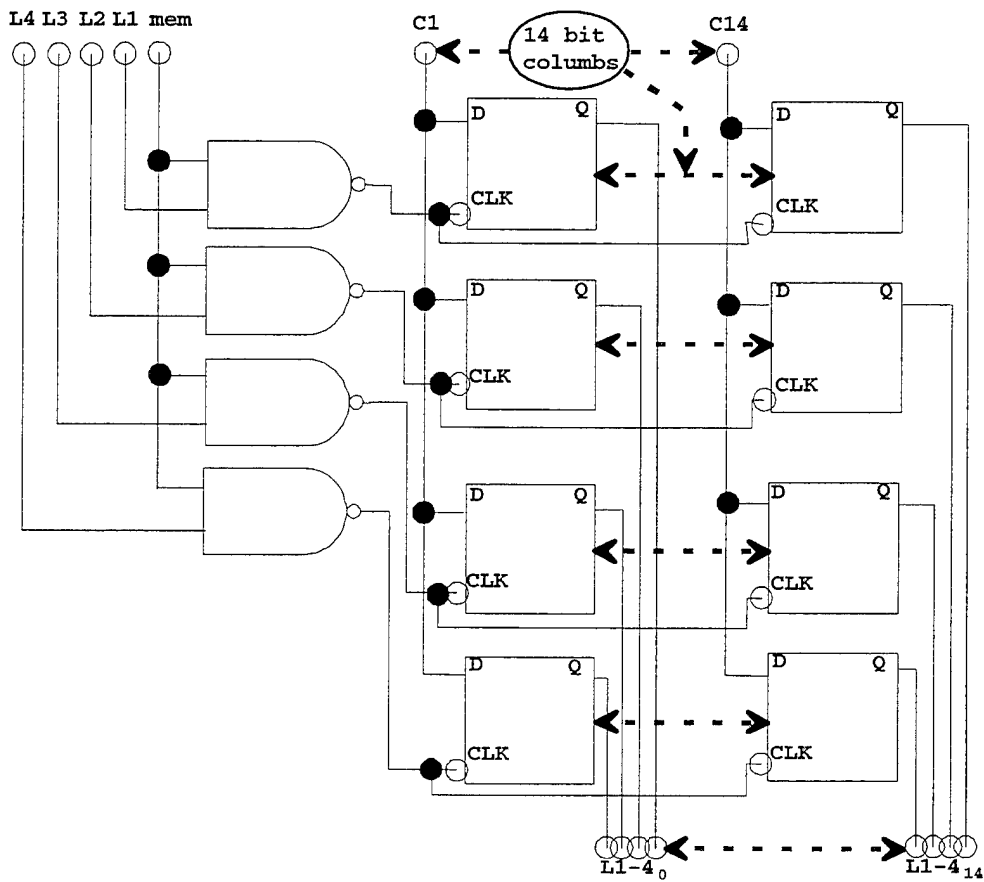 L4 L3 L2 L1 mem
C1
14 bit
columbs
C14
D Q
CLK
D Q
CLK
D Q
CLK
D Q
CLK
D Q
CLK
D Q
CLK
D Q
CLK
D Q
CLK
L1-4₀
L1-4₁₄